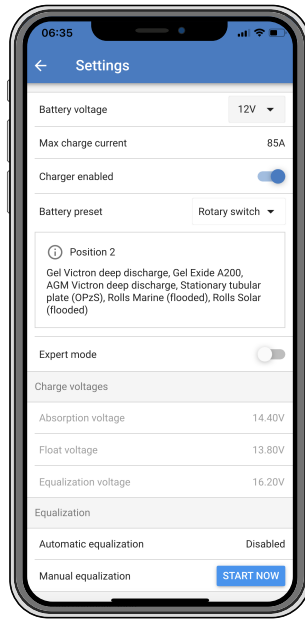 06:35
Settings
Battery voltage 12V
Max charge current 85A
Charger enabled
Battery preset Rotary switch
Position 2
Gel Victron deep discharge, Gel Exide A200,
AGM Victron deep discharge, Stationary tubular
plate (OPzS), Rolls Marine (flooded), Rolls Solar
(flooded)
Expert mode
Charge voltages
Absorption voltage 14.40V
Float voltage 13.80V
Equalization voltage 16.20V
Equalization
Automatic equalization Disabled
Manual equalization START NOW